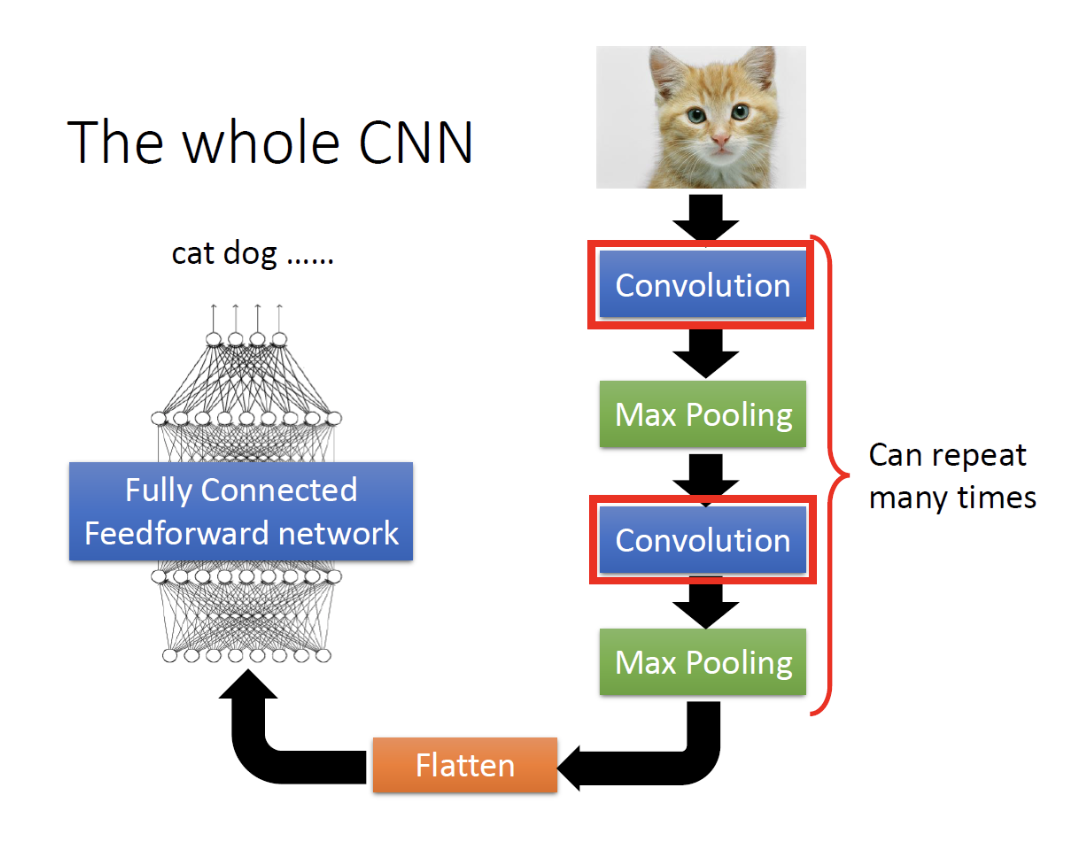 The whole CNN
cat dog ......
Convolution
Max Pooling
Convolution
Max Pooling
Can repeat
many times
Flatten
Fully Connected
Feedforward network